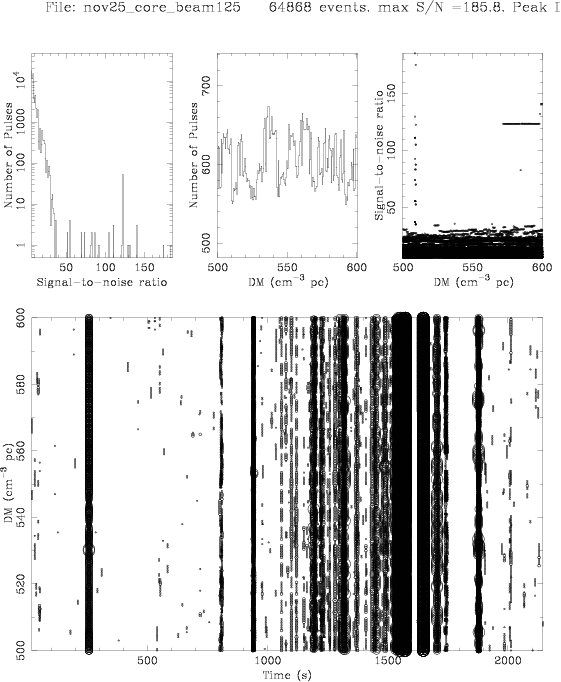 File: nov25_core_beam125 64868 events. max S/N =185.8. Peak
Number of Pulses
1 10 100 1000 10^4
50 100 150
Signal-to-noise ratio
Number of Pulses
500 600 700
500 550 600
DM (cm^-3 pc)
Signal-to-noise ratio
50 100 150
500 550 600
DM (cm^-3 pc)
DM (cm^-3 pc)
500 520 540 560 580 600
500 1000 1500 2000
Time (s)